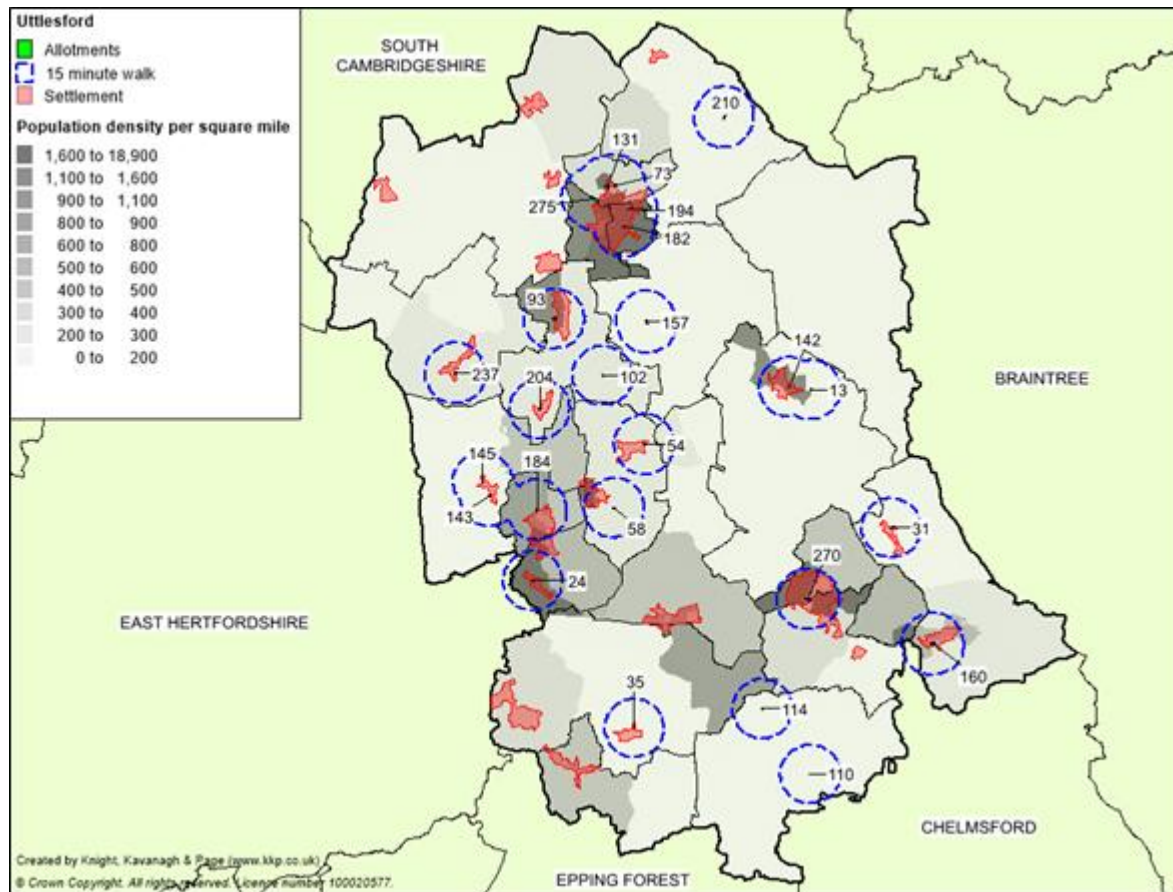 Uttlesford
Allotments
15 minute walk
Settlement
Population density per square mile
1,600 to 18,900
1,100 to 1,600
900 to 1,100
800 to 900
600 to 800
500 to 600
400 to 500
300 to 400
200 to 300
0 to 200
SOUTH
CAMBRIDGESHIRE
210
131
73
275
194
182
93
157
142
237
204
102
13
BRAINTREE
54
145
184
143
58
31
270
24
EAST HERTFORDSHIRE
160
35
114
110
CHELMSFORD
EPPING FOREST
Created by Knight, Kavanagh & Page (www.kkp.co.uk)
© Crown Copyright. All rights reserved. Licence number 100020577.